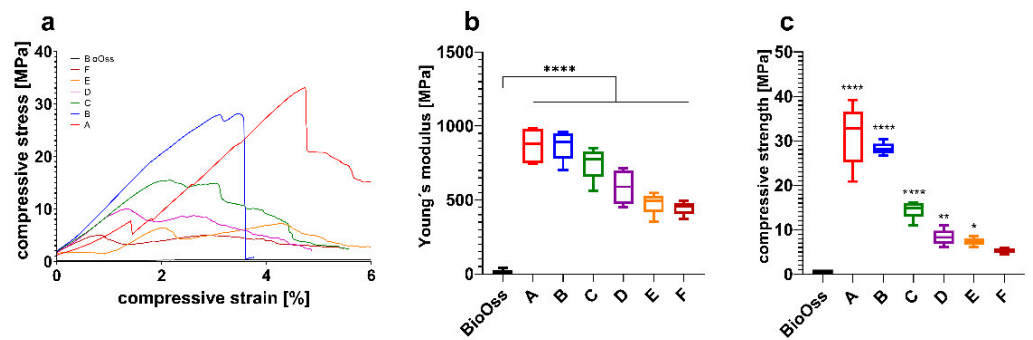 a
compressive stress [MPa]
40
30
20
10
0
BioOss
F
E
D
C
B
A
0
2
4
6
compressive strain [%]
b
Young´s modulus [MPa]
1500
1000
500
0
****
BioOss
A
B
C
D
E
F
c
compressive strength [MPa]
50
40
30
20
10
0
****
****
****
**
*
BioOss
A
B
C
D
E
F